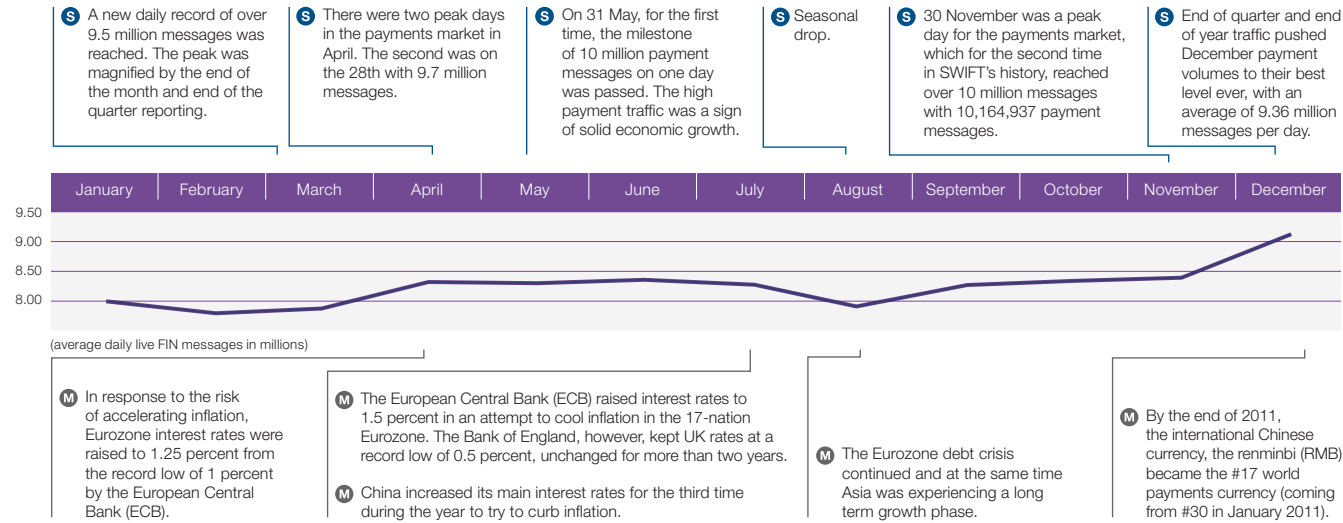 S A new daily record of over
9.5 million messages was
reached. The peak was
magnified by the end of
the month and end of the
quarter reporting.
S There were two peak days
in the payments market in
April. The second was on
the 28th with 9.7 million
messages.
S On 31 May, for the first
time, the milestone
of 10 million payment
messages on one day
was passed. The high
payment traffic was a sign
of solid economic growth.
S Seasonal
drop.
S 30 November was a peak
day for the payments market,
which for the second time
in SWIFT's history, reached
over 10 million messages
with 10,164,937 payment
messages.
S End of quarter and end
of year traffic pushed
December payment
volumes to their best
level ever, with an
average of 9.36 million
messages per day.
January February March April May June July August September October November December
9.50
9.00
8.50
8.00
(average daily live FIN messages in millions)
M In response to the risk
of accelerating inflation,
Eurozone interest rates were
raised to 1.25 percent from
the record low of 1 percent
by the European Central
Bank (ECB).
M The European Central Bank (ECB) raised interest rates to
1.5 percent in an attempt to cool inflation in the 17-nation
Eurozone. The Bank of England, however, kept UK rates at a
record low of 0.5 percent, unchanged for more than two years.
M China increased its main interest rates for the third time
during the year to try to curb inflation.
M The Eurozone debt crisis
continued and at the same time
Asia was experiencing a long
term growth phase.
M By the end of 2011,
the international Chinese
currency, the renminbi (RMB)
became the #17 world
payments currency (coming
from #30 in January 2011).